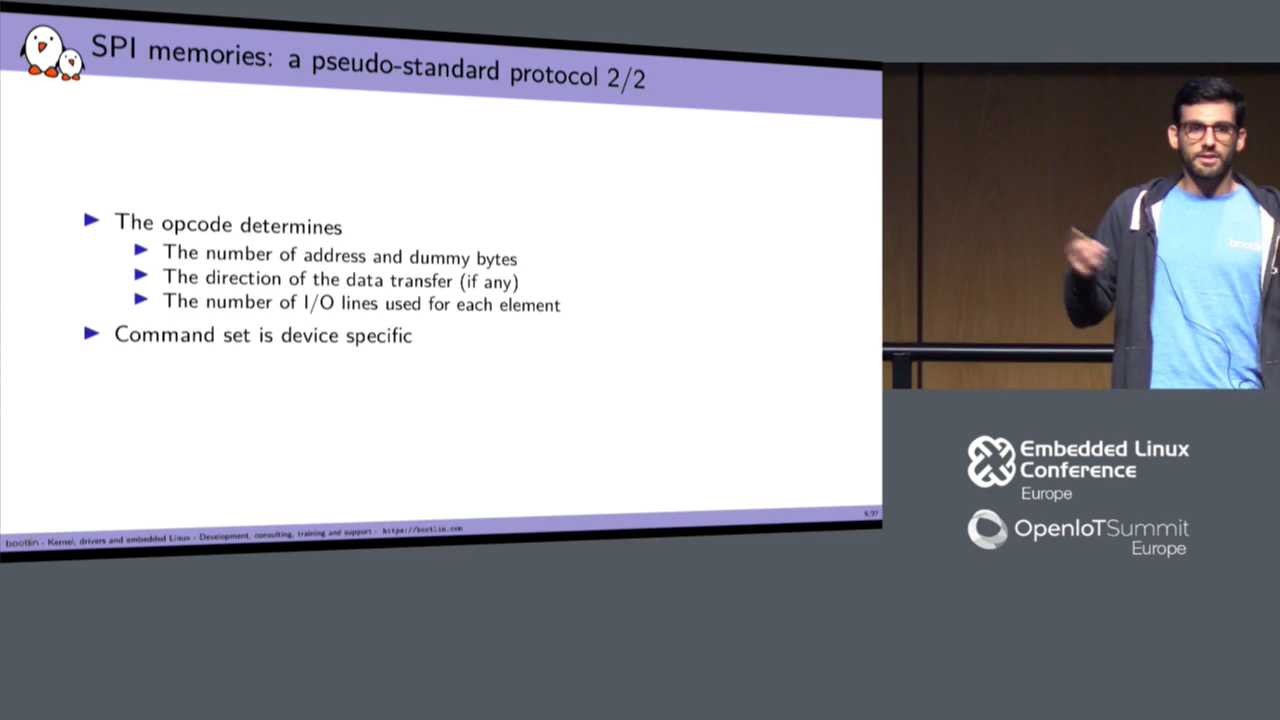 SPI memories: a pseudo-standard protocol 2/2
The opcode determines
The number of address and dummy bytes
The direction of the data transfer (if any)
The number of I/O lines used for each element
Command set is device specific
bootlin - Kernel, drivers and embedded Linux - Development, consulting, training and support - https://bootlin.com
Embedded Linux
Conference
Europe
OpenIoTSummit
Europe